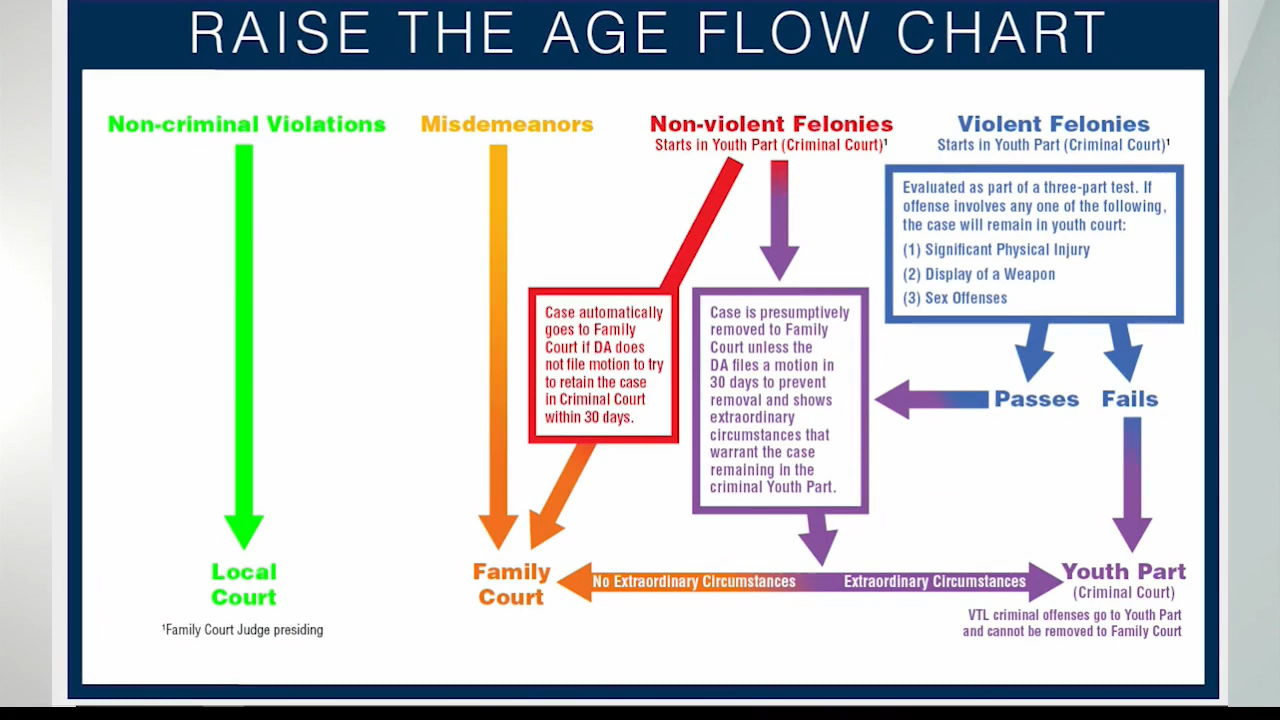 RAISE THE AGE FLOW CHART
Non-criminal Violations
Misdemeanors
Non-violent Felonies
Starts in Youth Part (Criminal Court)¹
Violent Felonies
Starts in Youth Part (Criminal Court)¹
Evaluated as part of a three-part test. If
offense involves any one of the following,
the case will remain in youth court:
(1) Significant Physical Injury
(2) Display of a Weapon
(3) Sex Offenses
Case automatically
goes to Family
Court if DA does
not file motion to try
to retain the case
in Criminal Court
within 30 days.
Case is presumptively
removed to Family
Court unless the
DA files a motion in
30 days to prevent
removal and shows
extraordinary
circumstances that
warrant the case
remaining in the
criminal Youth Part.
Passes
Fails
Local
Court
Family
Court
No Extraordinary Circumstances
Extraordinary Circumstances
Youth Part
(Criminal Court)
VTL criminal offenses go to Youth Part
and cannot be removed to Family Court
¹Family Court Judge presiding